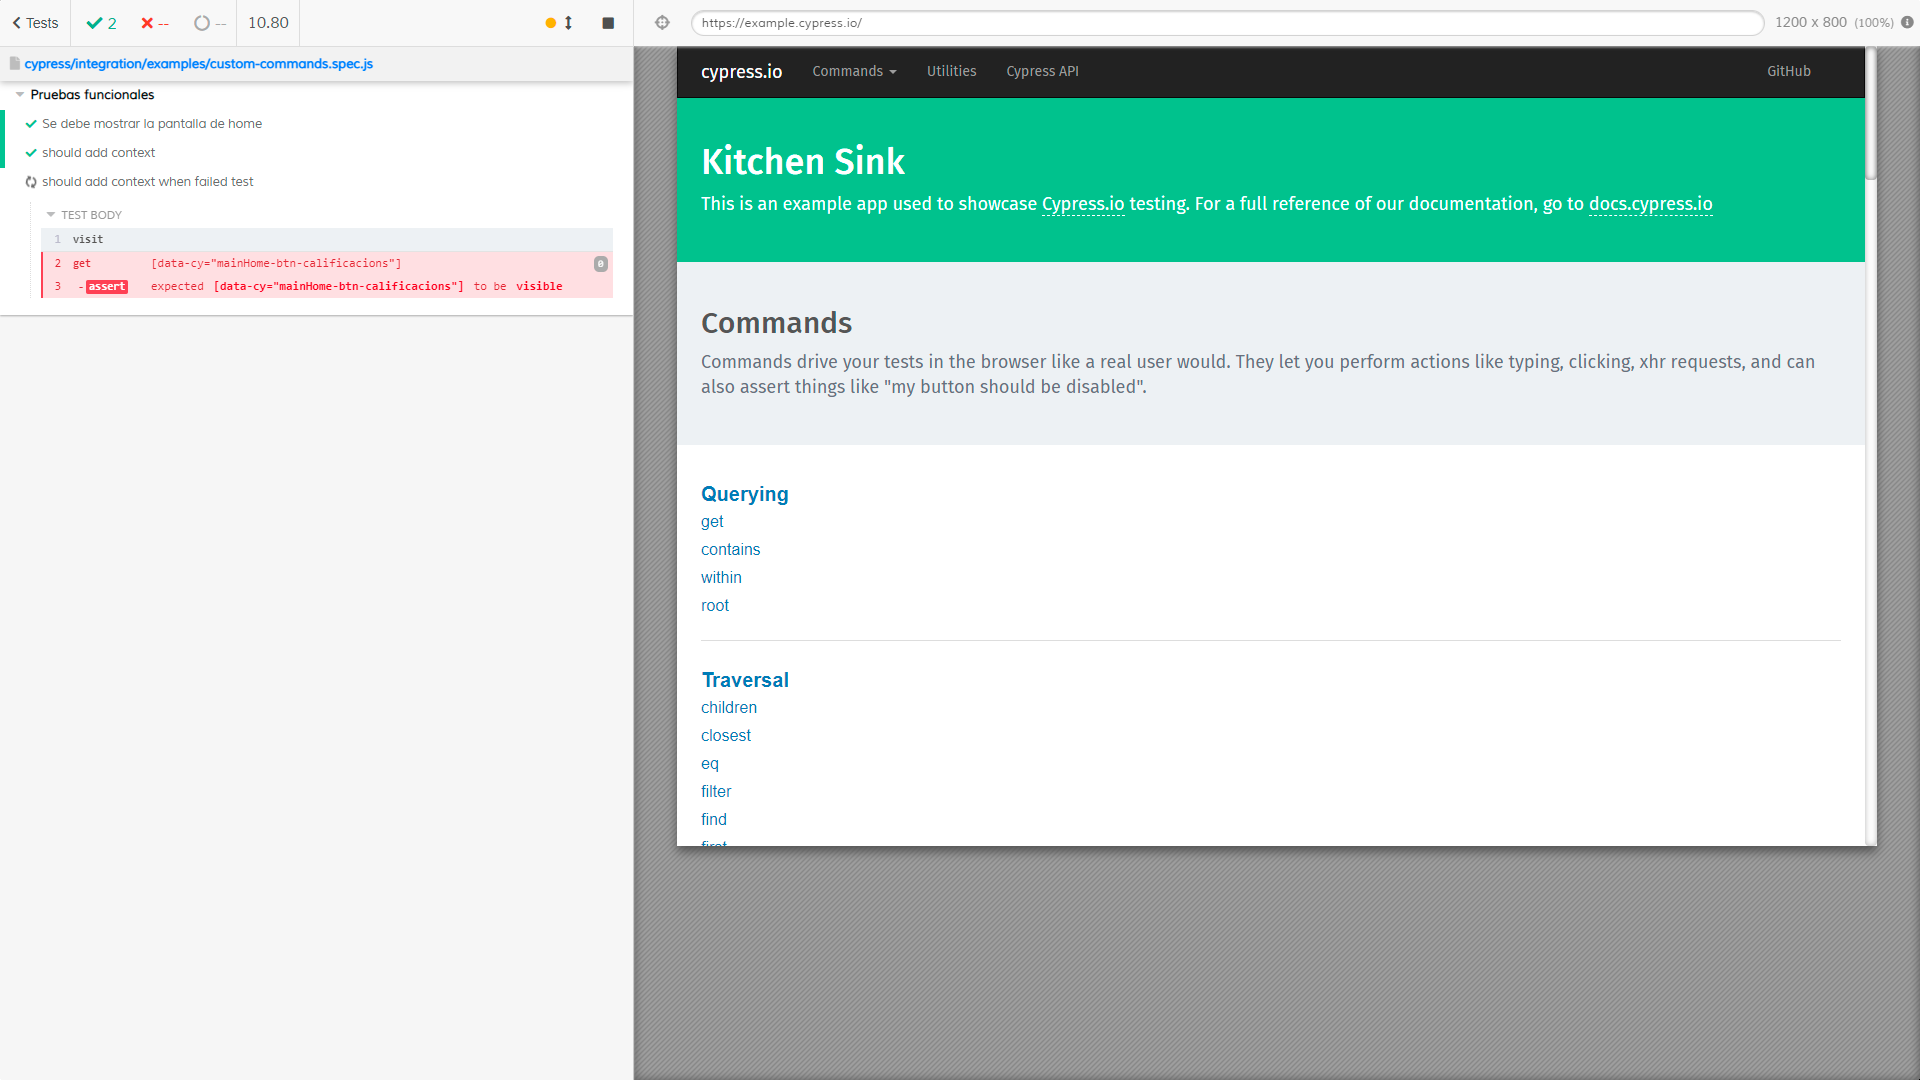 Tests
2
--
--
10.80
cypress/integration/examples/custom-commands.spec.js
Pruebas funcionales
Se debe mostrar la pantalla de home
should add context
should add context when failed test
TEST BODY
1 visit
2 get [data-cy="mainHome-btn-calificacions"] 0
3 -assert expected [data-cy="mainHome-btn-calificacions"] to be visible
https://example.cypress.io/
1200 x 800 (100%)
cypress.io Commands Utilities Cypress API GitHub
Kitchen Sink
This is an example app used to showcase Cypress.io testing. For a full reference of our documentation, go to docs.cypress.io
Commands
Commands drive your tests in the browser like a real user would. They let you perform actions like typing, clicking, xhr requests, and can
also assert things like "my button should be disabled".
Querying
get
contains
within
root
Traversal
children
closest
eq
filter
find
first